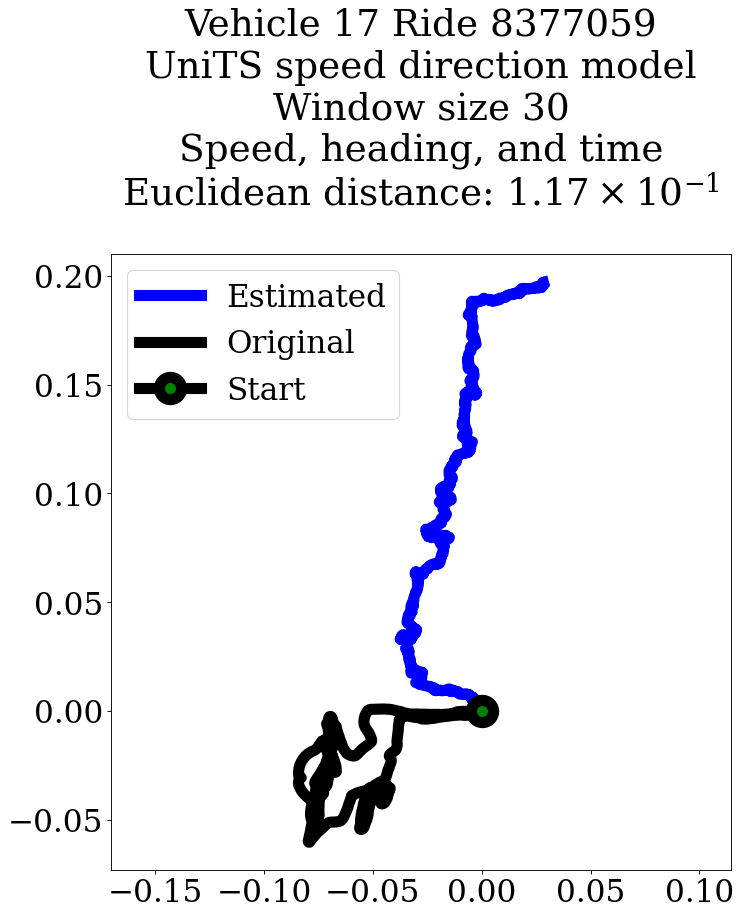 Vehicle 17 Ride 8377059
UniTS speed direction model
Window size 30
Speed, heading, and time
Euclidean distance: 1.17 × 10⁻¹
Estimated
Original
Start
0.20
0.15
0.10
0.05
0.00
−0.05
−0.15 −0.10 −0.05 0.00 0.05 0.10